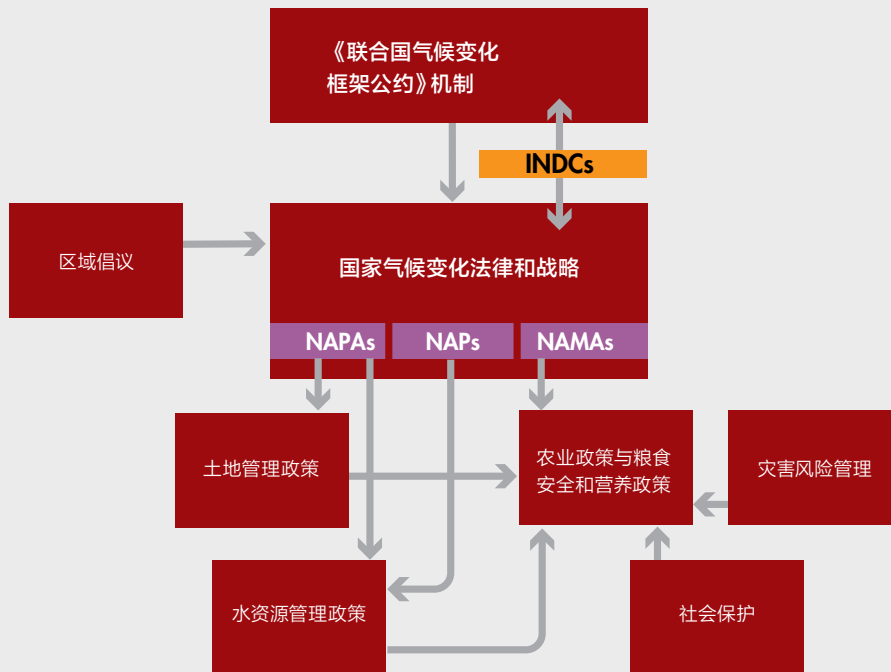 《联合国气候变化
框架公约》机制
INDCs
区域倡议
国家气候变化法律和战略
NAPAs
NAPs
NAMAs
土地管理政策
农业政策与粮食
安全和营养政策
灾害风险管理
水资源管理政策
社会保护